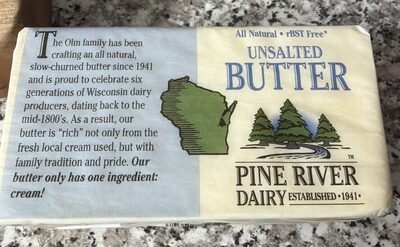 The Olm family has been
crafting an all natural,
slow-churned butter since 1941
and is proud to celebrate six
generations of Wisconsin dairy
producers, dating back to the
mid-1800's. As a result, our
butter is "rich" not only from the
fresh local cream used, but with
family tradition and pride. Our
butter only has one ingredient:
cream!
All Natural • rBST Free*
UNSALTED
BUTTER
PINE RIVER
DAIRY ESTABLISHED •1941•
TM